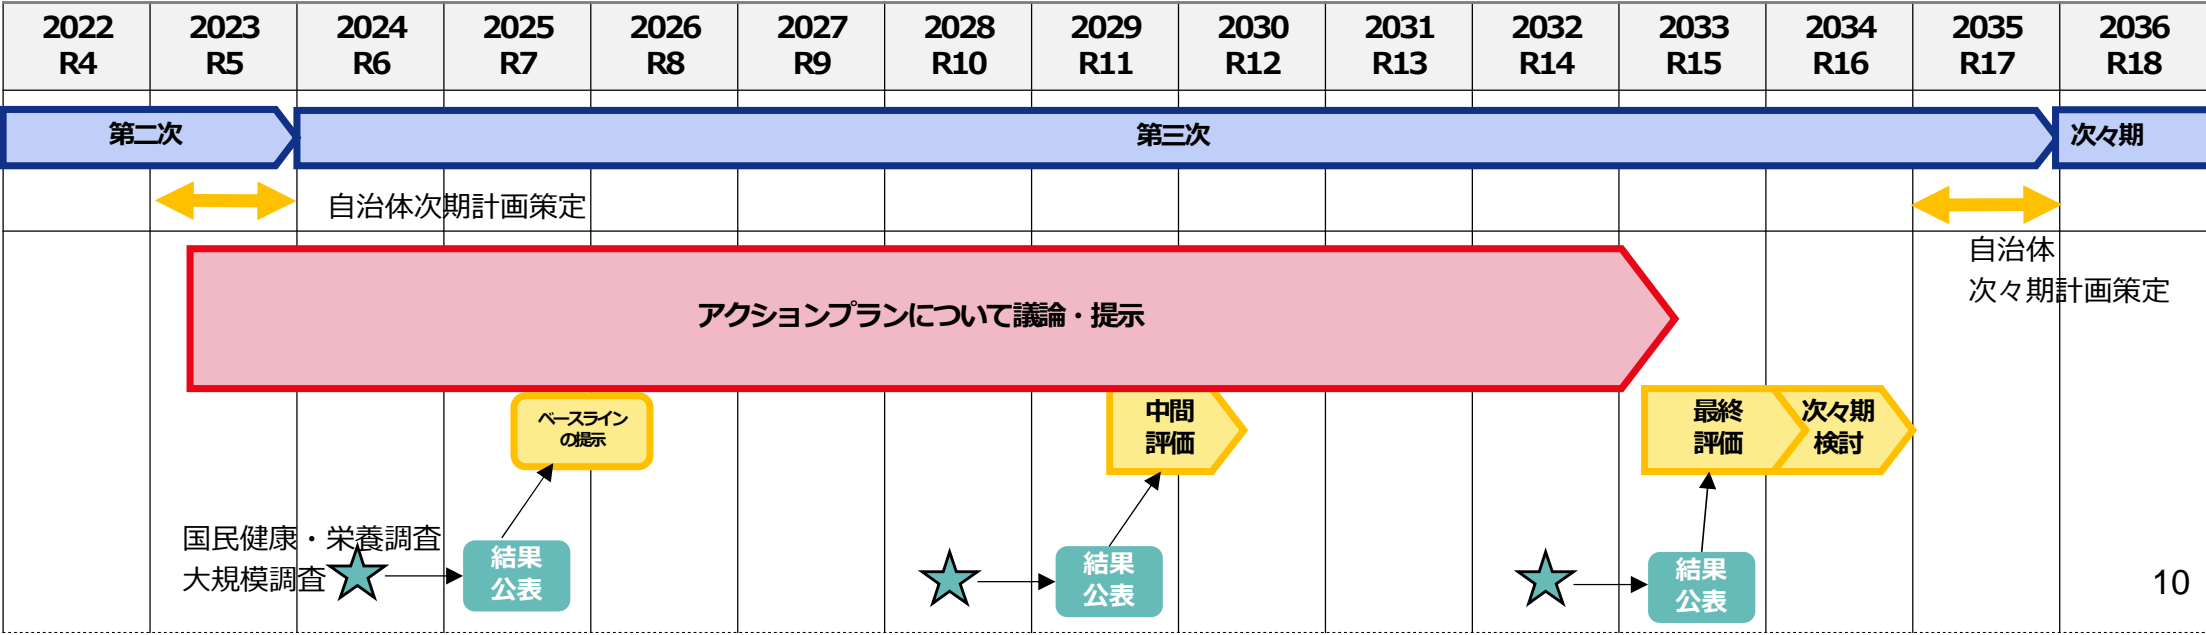 2022 2023 2024 2025 2026 2027 2028 2029 2030 2031 2032 2033 2034 2035 2036
R4 R5 R6 R7 R8 R9 R10 R11 R12 R13 R14 R15 R16 R17 R18
第二次 第三次 次々期
自治体次期計画策定
自治体
次々期計画策定
アクションプランについて議論・提示
ベースライン
の提示
中間
評価
最終
評価
次々期
検討
国民健康・栄養調査
大規模調査
結果
公表
結果
公表
結果
公表
10